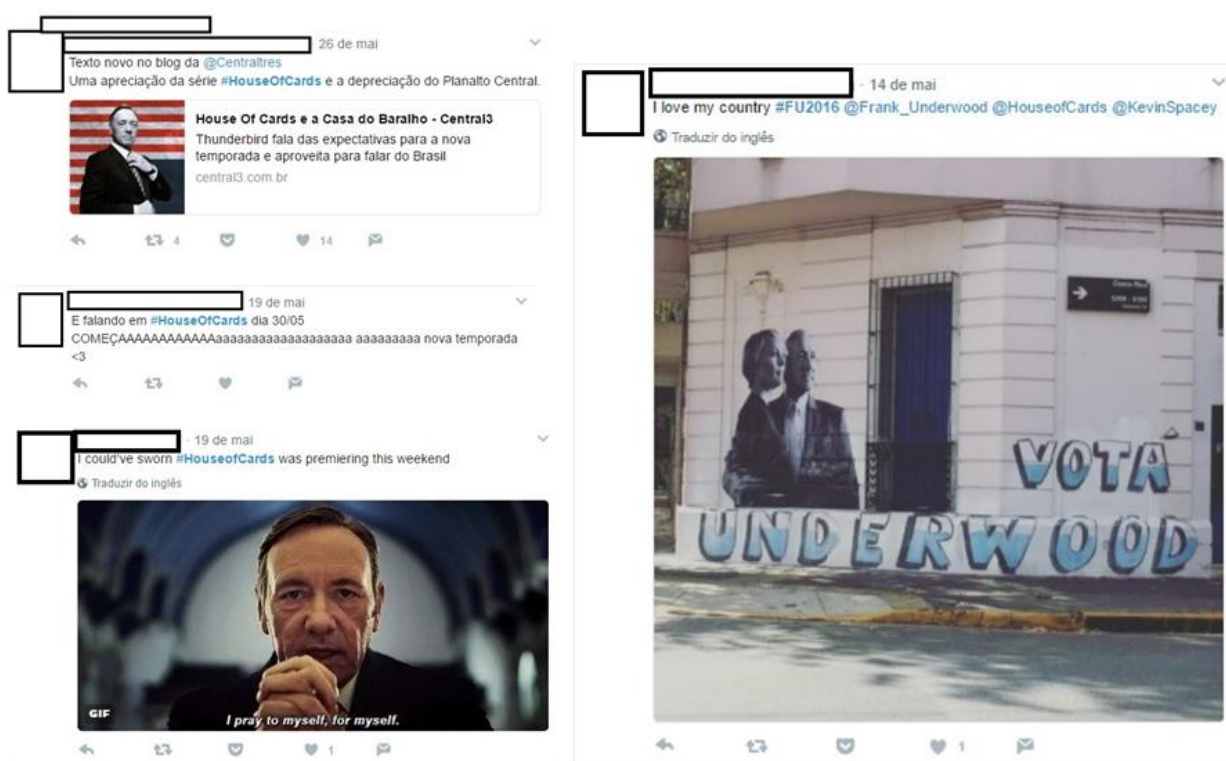 26 de mai
Texto novo no blog da @Centraltres
Uma apreciação da série #HouseOfCards e a depreciação do Planalto Central.
House Of Cards e a Casa do Baralho - Central3
Thunderbird fala das expectativas para a nova
temporada e aproveita para falar do Brasil
central3.com.br
4 14
19 de mai
E falando em #HouseOfCards dia 30/05
COMEÇAAAAAAAAAAAAaaaaaaaaaaaaaaaaaaa aaaaaaaaa nova temporada
<3
· 19 de mai
I could've sworn #HouseofCards was premiering this weekend
Traduzir do inglês
GIF
I pray to myself, for myself.
1
· 14 de mai
I love my country #FU2016 @Frank_Underwood @HouseofCards @KevinSpacey
Traduzir do inglês
VOTA
UNDERWOOD
1